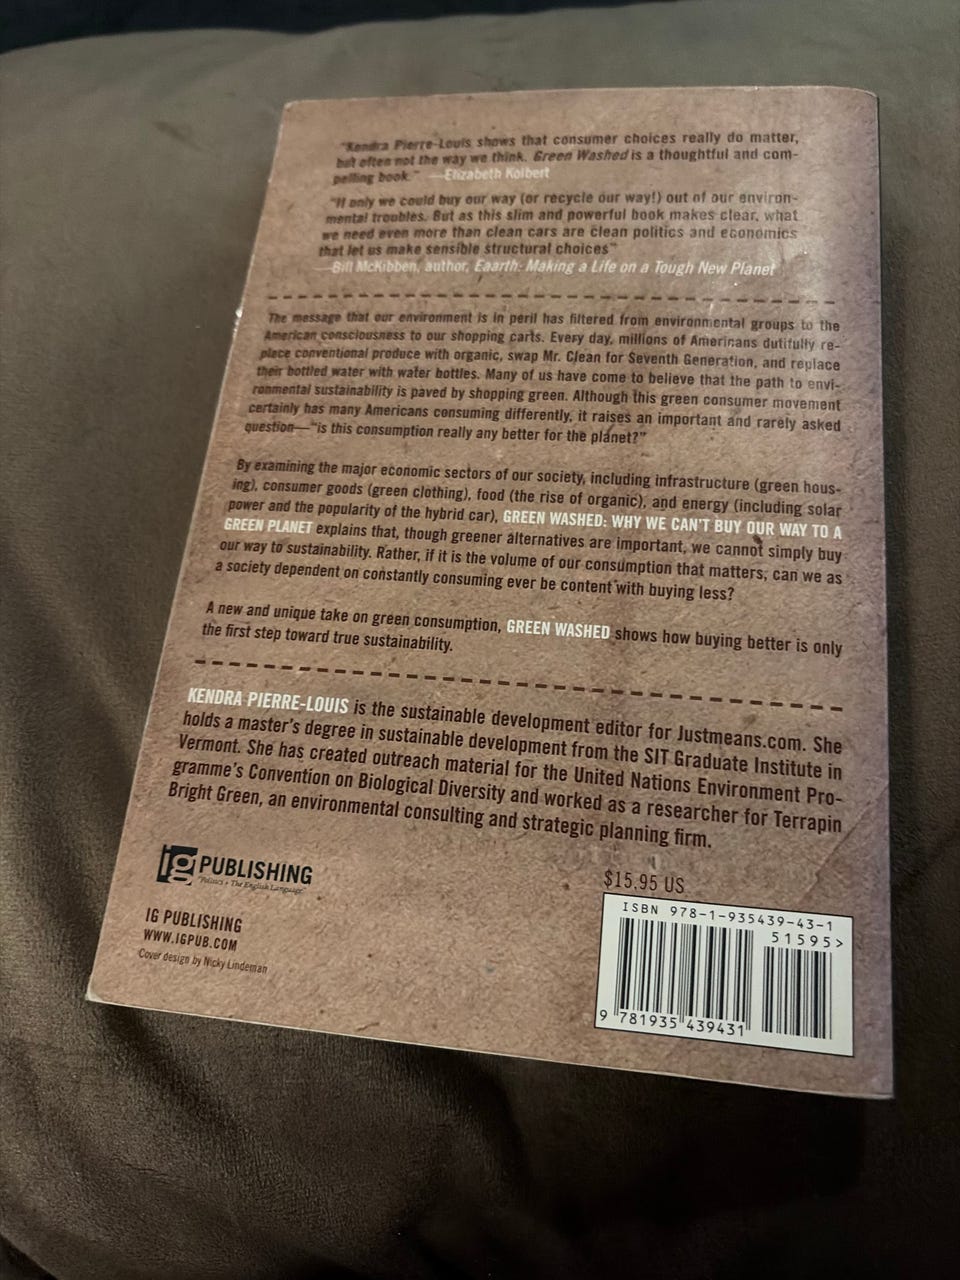 "Kendra Pierre-Louis shows that consumer choices really do matter,
but often not the way we think. Green Washed is a thoughtful and com-
pelling book." —Elizabeth Kolbert
"If only we could buy our way (or recycle our way!) out of our environ-
mental troubles. But as this slim and powerful book makes clear, what
we need even more than clean cars are clean politics and economics
that let us make sensible structural choices"
—Bill McKibben, author, Eaarth: Making a Life on a Tough New Planet
The message that our environment is in peril has filtered from environmental groups to the
American consciousness to our shopping carts. Every day, millions of Americans dutifully re-
place conventional produce with organic, swap Mr. Clean for Seventh Generation, and replace
their bottled water with water bottles. Many of us have come to believe that the path to envi-
ronmental sustainability is paved by shopping green. Although this green consumer movement
certainly has many Americans consuming differently, it raises an important and rarely asked
question—"is this consumption really any better for the planet?"
By examining the major economic sectors of our society, including infrastructure (green hous-
ing), consumer goods (green clothing), food (the rise of organic), and energy (including solar
power and the popularity of the hybrid car), GREEN WASHED: WHY WE CAN'T BUY OUR WAY TO A
GREEN PLANET explains that, though greener alternatives are important, we cannot simply buy
our way to sustainability. Rather, if it is the volume of our consumption that matters, can we as
a society dependent on constantly consuming ever be content with buying less?
A new and unique take on green consumption, GREEN WASHED shows how buying better is only
the first step toward true sustainability.
KENDRA PIERRE-LOUIS is the sustainable development editor for Justmeans.com. She
holds a master's degree in sustainable development from the SIT Graduate Institute in
Vermont. She has created outreach material for the United Nations Environment Pro-
gramme's Convention on Biological Diversity and worked as a researcher for Terrapin
Bright Green, an environmental consulting and strategic planning firm.
ig PUBLISHING
"Politics + The English Language"
IG PUBLISHING
WWW.IGPUB.COM
Cover design by Nicky Lindeman
$15.95 US
ISBN 978-1-935439-43-1
51595>
9 781935 439431